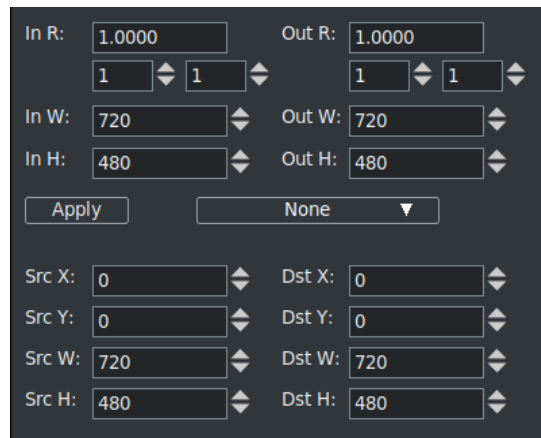 In R: 1.0000 Out R: 1.0000
1 1 1 1
In W: 720 Out W: 720
In H: 480 Out H: 480
Apply None
Src X: 0 Dst X: 0
Src Y: 0 Dst Y: 0
Src W: 720 Dst W: 720
Src H: 480 Dst H: 480